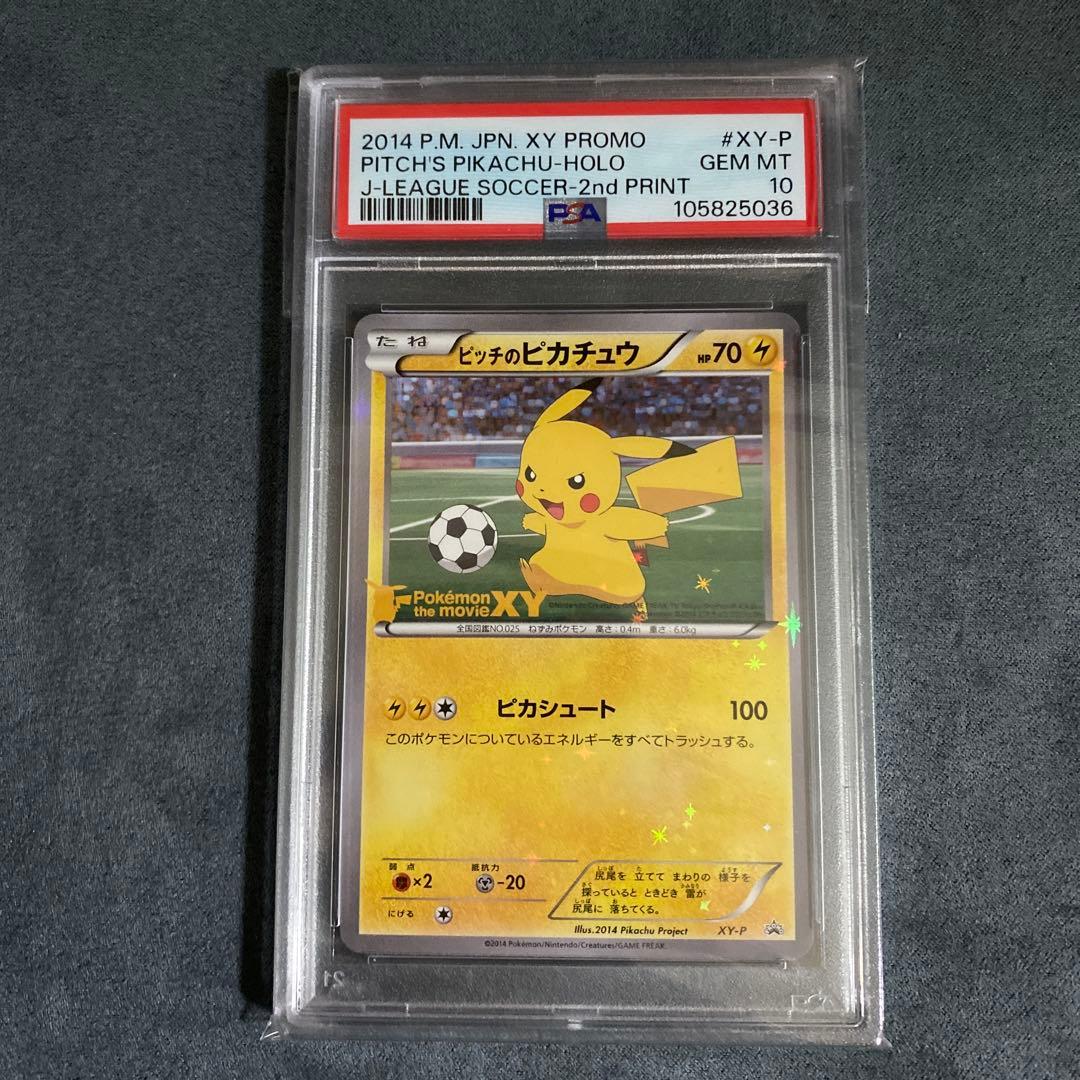 2014 P.M. JPN. XY PROMO #XY-P
PITCH'S PIKACHU-HOLO GEM MT
J-LEAGUE SOCCER-2nd PRINT 10
PSA 105825036
たね ピッチのピカチュウ HP70
Pokémon
the movie XY
全国図鑑NO.025 ねずみポケモン 高さ:0.4m 重さ:6.0kg
ピカシュート 100
このポケモンについているエネルギーをすべてトラッシュする。
弱点 抵抗力
×2 -20
にげる
尻尾を 立てて まわりの 様子を
探っていると ときどき 雷が
尻尾に 落ちてくる。
Illus.2014 Pikachu Project XY-P
©2014 Pokémon/Nintendo/Creatures/GAME FREAK.
PSA